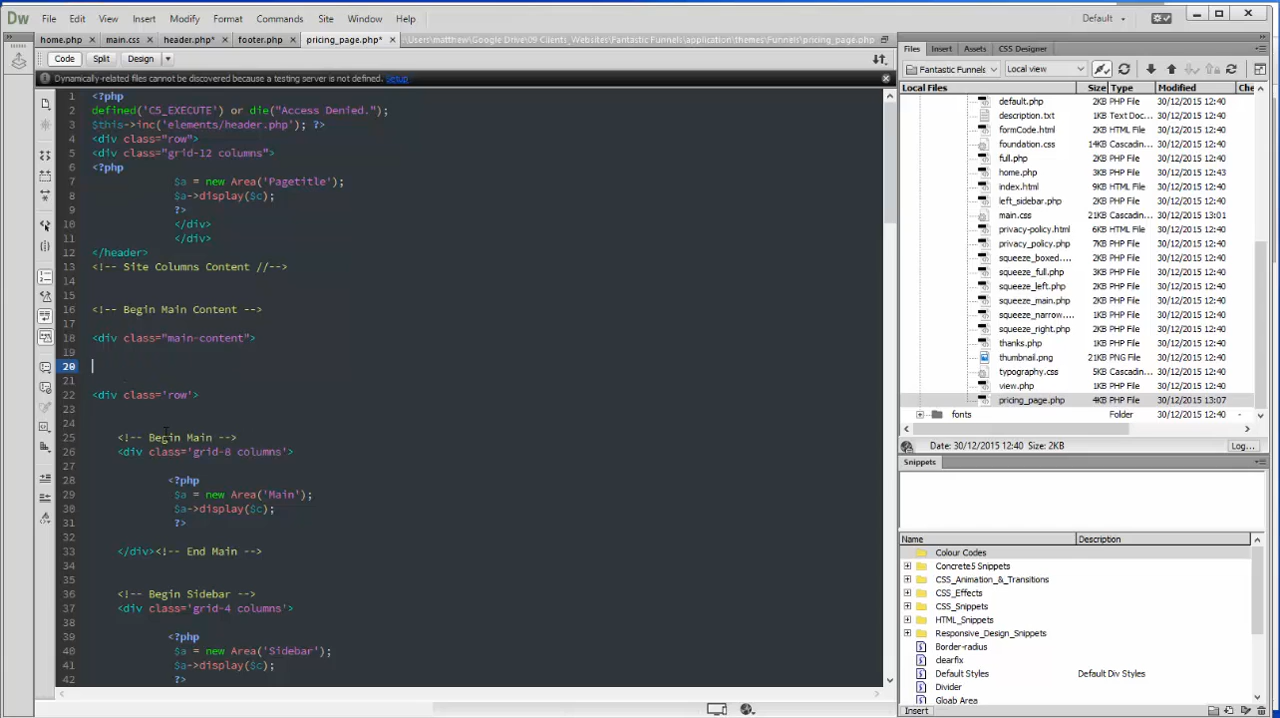 Dw File Edit View Insert Modify Format Commands Site Window Help Default
home.php × main.css × header.php* × footer.php × pricing_page.php* × \Users\matthew\Google Drive\09 Clients_Websites\Fantastic Funnels\application\themes\Funnels\pricing_page.php
Code Split Design
Dynamically-related files cannot be discovered because a testing server is not defined. Setup
1 <?php
2 defined('C5_EXECUTE') or die("Access Denied.");
3 $this->inc('elements/header.php'); ?>
4 <div class="row">
5 <div class="grid-12 columns">
6 <?php
7 $a = new Area('Pagetitle');
8 $a->display($c);
9 ?>
10 </div>
11 </div>
12 </header>
13 <!-- Site Columns Content //-->
14
15
16 <!-- Begin Main Content -->
17
18 <div class="main-content">
19
20
21
22 <div class='row'>
23
24
25 <!-- Begin Main -->
26 <div class='grid-8 columns'>
27
28 <?php
29 $a = new Area('Main');
30 $a->display($c);
31 ?>
32
33 </div><!-- End Main -->
34
35
36 <!-- Begin Sidebar -->
37 <div class='grid-4 columns'>
38
39 <?php
40 $a = new Area('Sidebar');
41 $a->display($c);
42 ?>
Files Insert Assets CSS Designer
Fantastic Funnels Local view
Local Files Size Type Modified Che
default.php 2KB PHP File 30/12/2015 12:40
description.txt 1KB Text Doc... 30/12/2015 12:40
formCode.html 2KB HTML File 30/12/2015 12:40
foundation.css 14KB Cascadin... 30/12/2015 12:40
full.php 3KB PHP File 30/12/2015 12:40
home.php 3KB PHP File 30/12/2015 12:43
index.html 9KB HTML File 30/12/2015 12:40
left_sidebar.php 2KB PHP File 30/12/2015 12:40
main.css 21KB Cascadin... 30/12/2015 13:01
privacy-policy.html 6KB HTML File 30/12/2015 12:40
privacy_policy.php 7KB PHP File 30/12/2015 12:40
squeeze_boxed.... 2KB PHP File 30/12/2015 12:40
squeeze_full.php 3KB PHP File 30/12/2015 12:40
squeeze_left.php 2KB PHP File 30/12/2015 12:40
squeeze_main.php 2KB PHP File 30/12/2015 12:40
squeeze_narrow.... 1KB PHP File 30/12/2015 12:40
squeeze_right.php 2KB PHP File 30/12/2015 12:40
thanks.php 1KB PHP File 30/12/2015 12:40
thumbnail.png 21KB PNG File 30/12/2015 12:40
typography.css 1KB Cascadin... 30/12/2015 12:40
view.php 1KB PHP File 30/12/2015 12:40
pricing_page.php 4KB PHP File 30/12/2015 13:07
fonts Folder 30/12/2015 12:40 -
Date: 30/12/2015 12:40 Size: 2KB Log...
Snippets
Name Description
Colour Codes
Concrete5 Snippets
CSS_Animation_&_Transitions
CSS_Effects
CSS_Snippets
HTML_Snippets
Responsive_Design_Snippets
Border-radius
clearfix
Default Styles Default Div Styles
Divider
Gloab Area
Insert